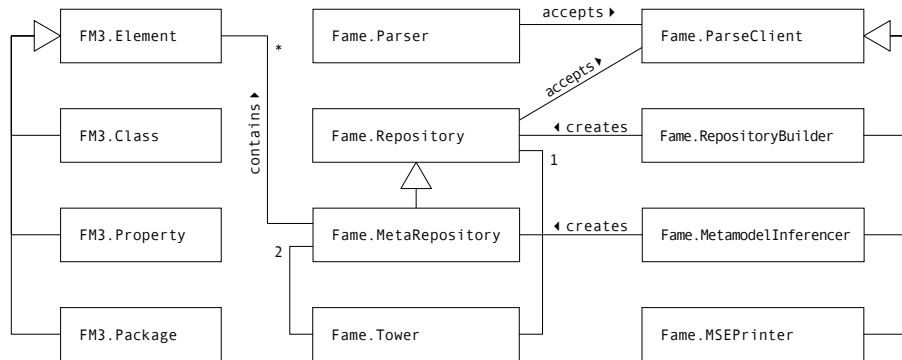 accepts ▸
FM3.Element
Fame.Parser
Fame.ParseClient
*
accepts ▸
contains ▸
FM3.Class
Fame.Repository
◂ creates
Fame.RepositoryBuilder
1
FM3.Property
Fame.MetaRepository
◂ creates
Fame.MetamodelInferencer
2
FM3.Package
Fame.Tower
Fame.MSEPrinter